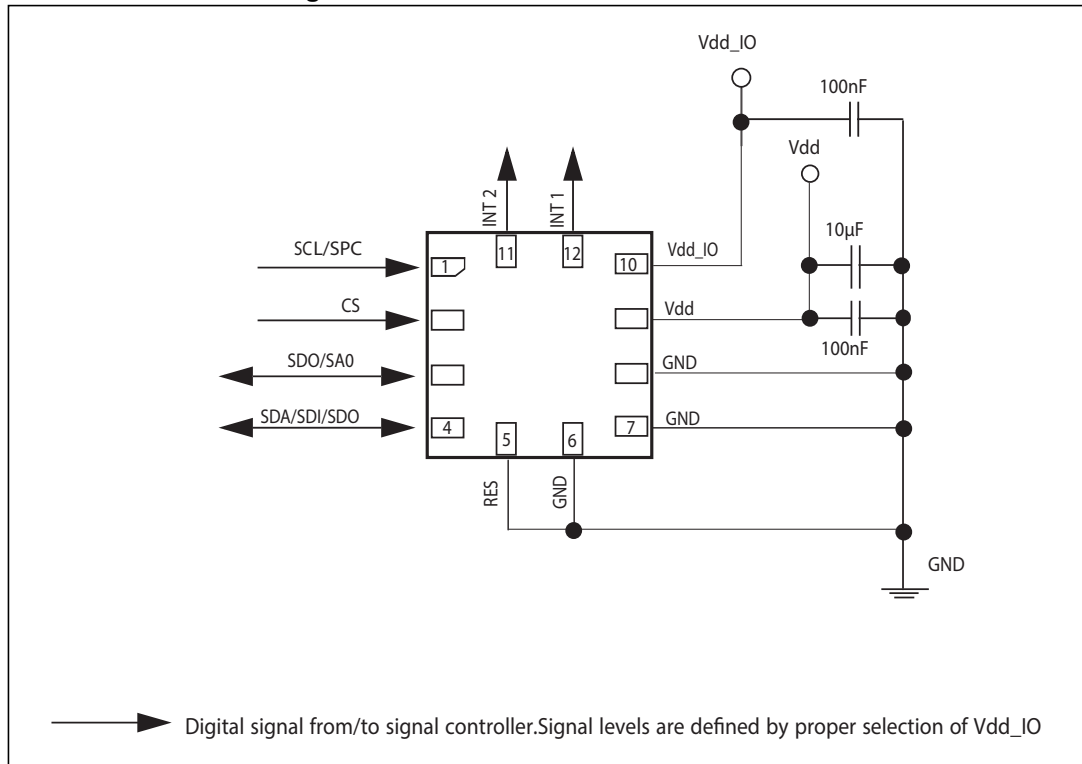 Vdd_IO
100nF
Vdd
INT 2
INT 1
10µF
SCL/SPC
1
11
12
10
Vdd_IO
CS
Vdd
100nF
SDO/SA0
GND
SDA/SDI/SDO
4
5
6
7
GND
RES
GND
GND
Digital signal from/to signal controller.Signal levels are defined by proper selection of Vdd_IO